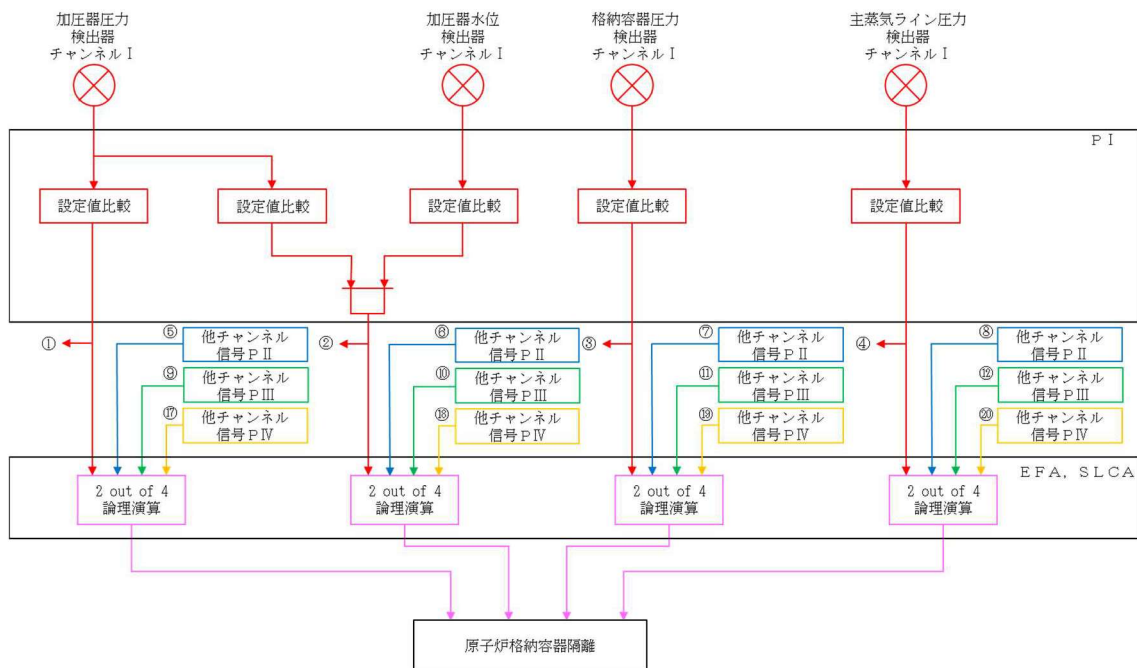 加圧器圧力
検出器
チャンネルⅠ
加圧器水位
検出器
チャンネルⅠ
格納容器圧力
検出器
チャンネルⅠ
主蒸気ライン圧力
検出器
チャンネルⅠ
ＰⅠ
設定値比較
設定値比較
設定値比較
設定値比較
設定値比較
①
⑤
他チャンネル
信号ＰⅡ
⑨
他チャンネル
信号ＰⅢ
⑰
他チャンネル
信号ＰⅣ
②
⑥
他チャンネル
信号ＰⅡ
⑩
他チャンネル
信号ＰⅢ
⑱
他チャンネル
信号ＰⅣ
③
⑦
他チャンネル
信号ＰⅡ
⑪
他チャンネル
信号ＰⅢ
⑲
他チャンネル
信号ＰⅣ
④
⑧
他チャンネル
信号ＰⅡ
⑫
他チャンネル
信号ＰⅢ
⑳
他チャンネル
信号ＰⅣ
ＥＦＡ，ＳＬＣＡ
2 out of 4
論理演算
2 out of 4
論理演算
2 out of 4
論理演算
2 out of 4
論理演算
原子炉格納容器隔離